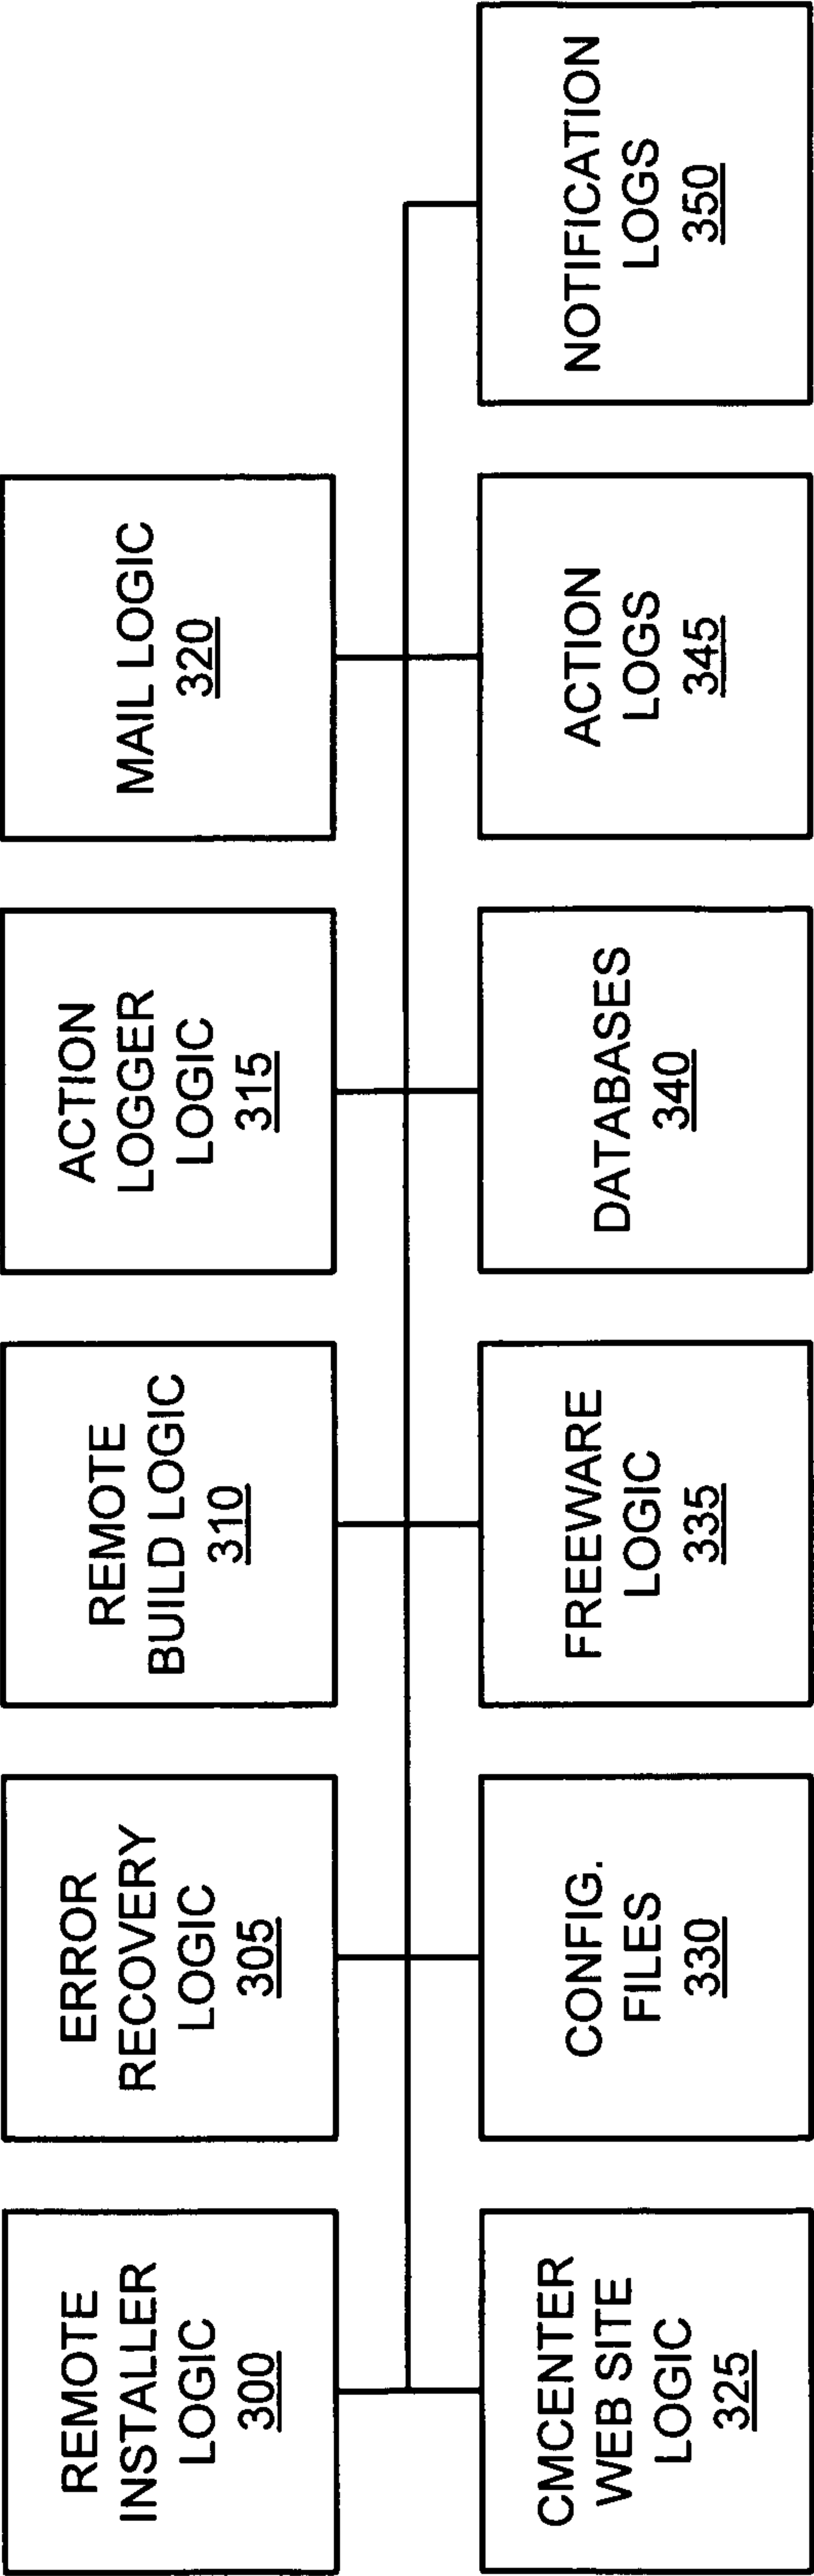 REMOTE
INSTALLER
LOGIC
300
ERROR
RECOVERY
LOGIC
305
REMOTE
BUILD LOGIC
310
ACTION
LOGGER
LOGIC
315
MAIL LOGIC
320
CMCENTER
WEB SITE
LOGIC
325
CONFIG.
FILES
330
FREEWARE
LOGIC
335
DATABASES
340
ACTION
LOGS
345
NOTIFICATION
LOGS
350